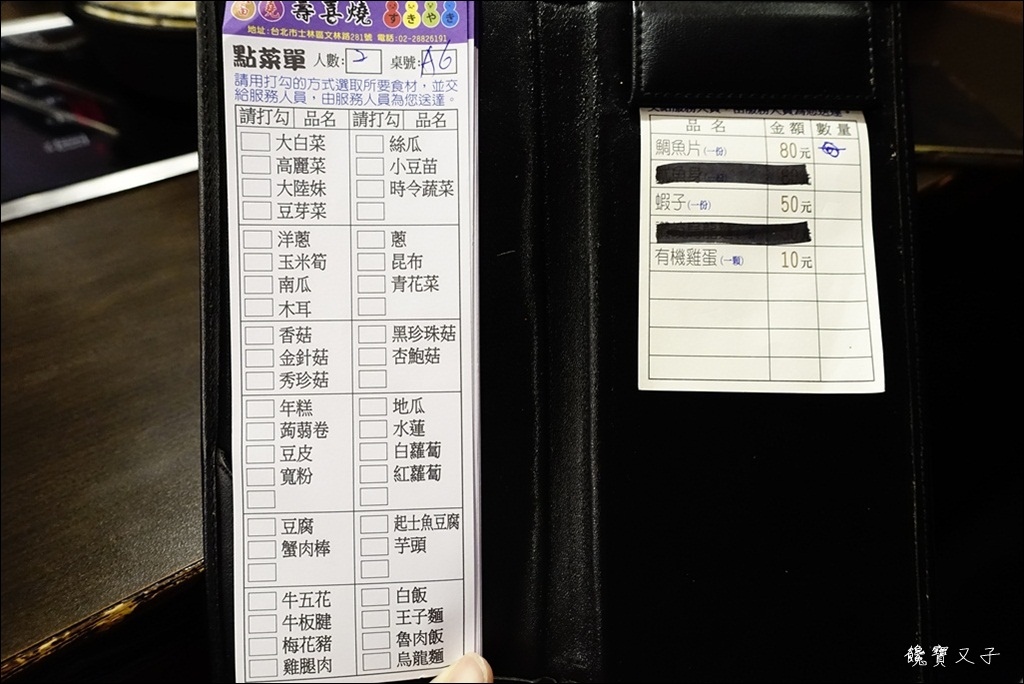 壽喜燒 すきやき
地址:台北市士林區文林路281號 電話:02-28826191
點菜單 人數: 2 桌號: A6
請用打勾的方式選取所要食材，並交
給服務人員，由服務人員為您送達。
請打勾 品名 請打勾 品名
大白菜 絲瓜
高麗菜 小豆苗
大陸妹 時令蔬菜
豆芽菜
洋蔥 蔥
玉米筍 昆布
南瓜 青花菜
木耳
香菇 黑珍珠菇
金針菇 杏鮑菇
秀珍菇
年糕 地瓜
蒟蒻卷 水蓮
豆皮 白蘿蔔
寬粉 紅蘿蔔
豆腐 起士魚豆腐
蟹肉棒 芋頭
牛五花 白飯
牛板腱 王子麵
梅花豬 魯肉飯
雞腿肉 烏龍麵
品名 金額 數量
鯛魚片(一份) 80元
蝦子(一份) 50元
有機雞蛋(一顆) 10元
饞寶又子